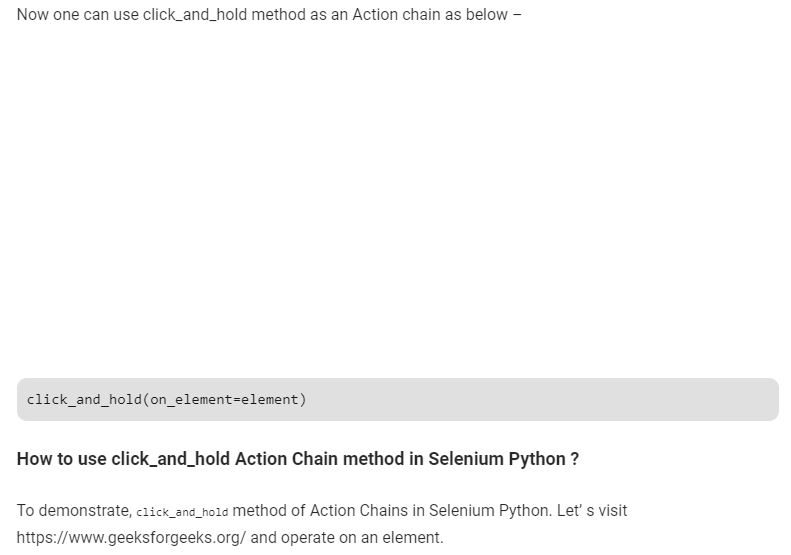 Now one can use click_and_hold method as an Action chain as below –
click_and_hold(on_element=element)
How to use click_and_hold Action Chain method in Selenium Python ?
To demonstrate, click_and_hold method of Action Chains in Selenium Python. Let' s visit
https://www.geeksforgeeks.org/ and operate on an element.